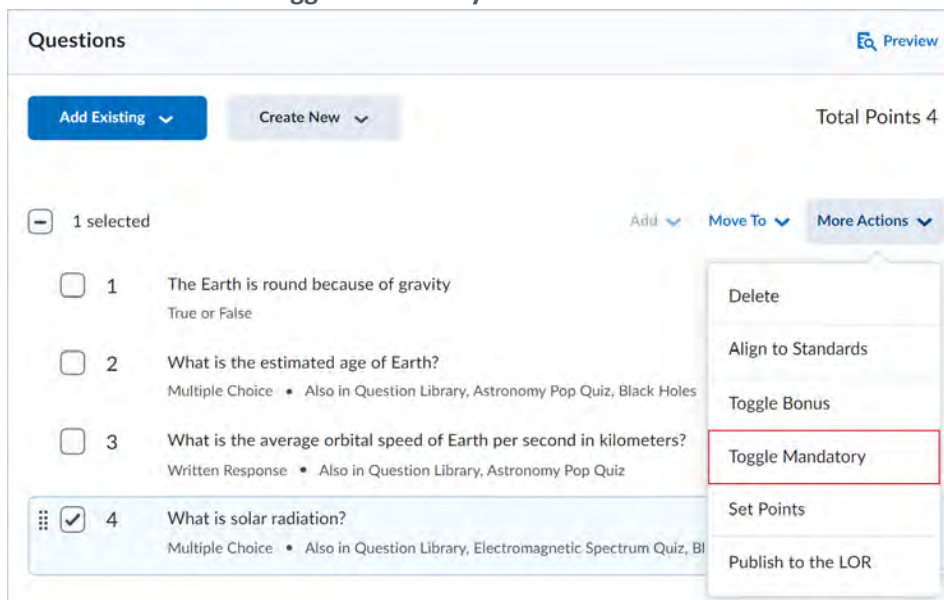 Questions
Preview
Add Existing
Create New
Total Points 4
1 selected
Add
Move To
More Actions
1 The Earth is round because of gravity
True or False
2 What is the estimated age of Earth?
Multiple Choice • Also in Question Library, Astronomy Pop Quiz, Black Holes
3 What is the average orbital speed of Earth per second in kilometers?
Written Response • Also in Question Library, Astronomy Pop Quiz
4 What is solar radiation?
Multiple Choice • Also in Question Library, Electromagnetic Spectrum Quiz, Bl
Delete
Align to Standards
Toggle Bonus
Toggle Mandatory
Set Points
Publish to the LOR